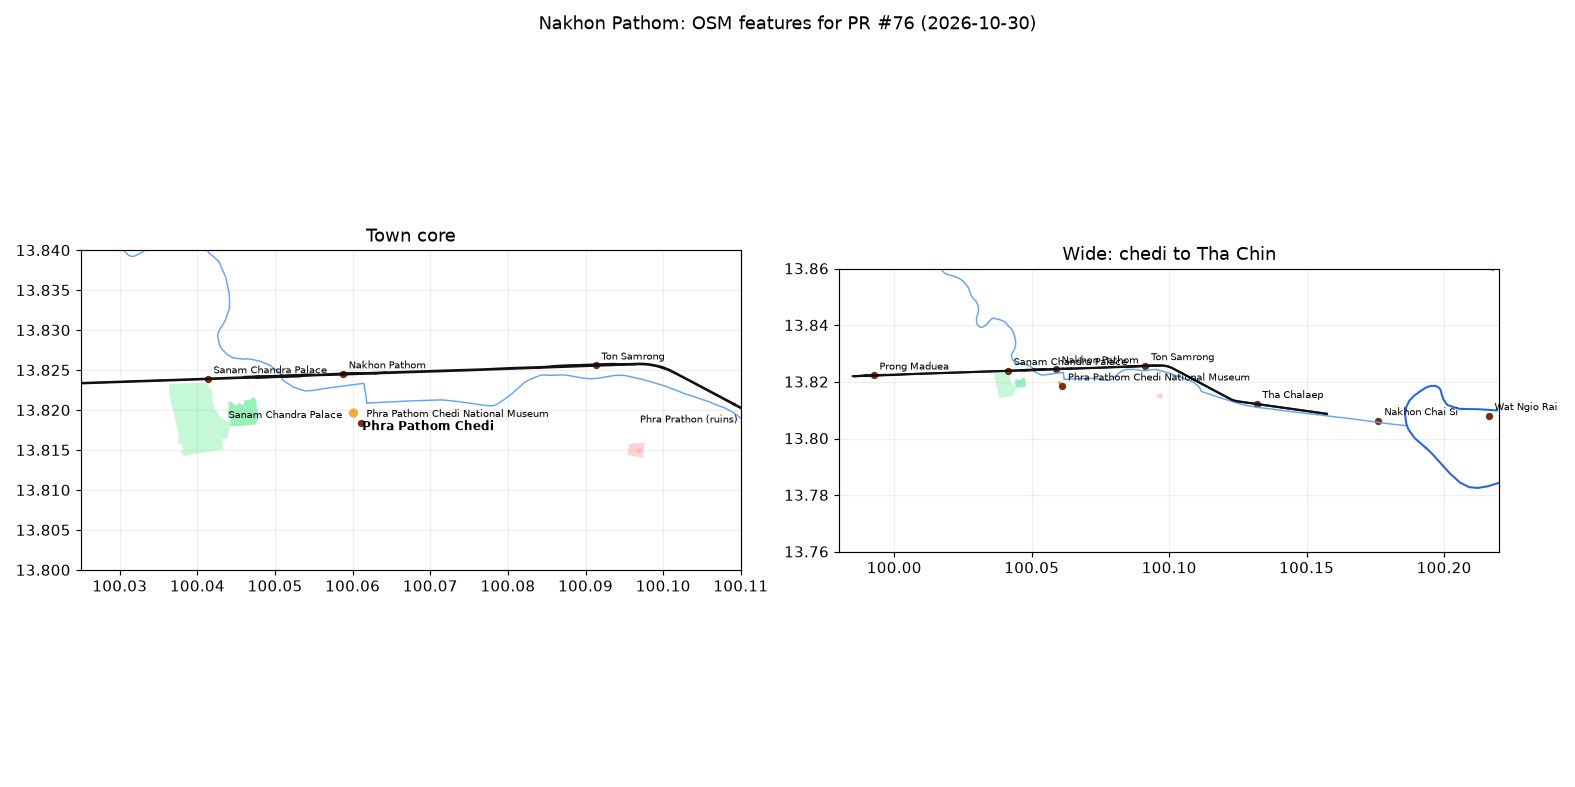 Nakhon Pathom: OSM features for PR #76 (2026-10-30)
Town core
13.840
13.835
13.830
13.825
13.820
13.815
13.810
13.805
13.800
Sanam Chandra Palace
Nakhon Pathom
Ton Samrong
Sanam Chandra Palace
Phra Pathom Chedi National Museum
Phra Pathom Chedi
Phra Prathon (ruins)
100.03 100.04 100.05 100.06 100.07 100.08 100.09 100.10 100.11
Wide: chedi to Tha Chin
13.86
13.84
13.82
13.80
13.78
13.76
Prong Maduea
Sanam Chandra Palace
Nakhon Pathom
Ton Samrong
Phra Pathom Chedi National Museum
Tha Chalaep
Nakhon Chai Si
Wat Ngio Rai
100.00 100.05 100.10 100.15 100.20